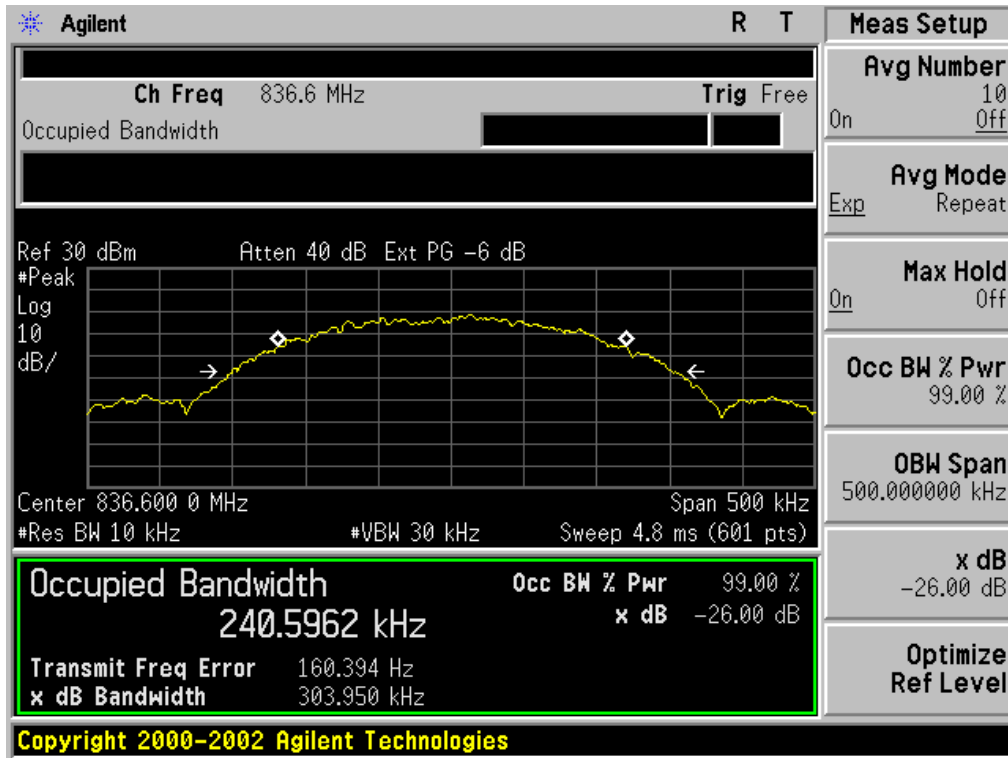 Agilent R T
Ch Freq 836.6 MHz Trig Free
Occupied Bandwidth
Ref 30 dBm Atten 40 dB Ext PG -6 dB
#Peak
Log
10
dB/
Center 836.600 0 MHz Span 500 kHz
#Res BW 10 kHz #VBW 30 kHz Sweep 4.8 ms (601 pts)
Occupied Bandwidth Occ BW % Pwr 99.00 %
240.5962 kHz x dB -26.00 dB
Transmit Freq Error 160.394 Hz
x dB Bandwidth 303.950 kHz
Copyright 2000-2002 Agilent Technologies
Meas Setup
Avg Number
10
On Off
Avg Mode
Exp Repeat
Max Hold
On Off
Occ BW % Pwr
99.00 %
OBW Span
500.000000 kHz
x dB
-26.00 dB
Optimize
Ref Level